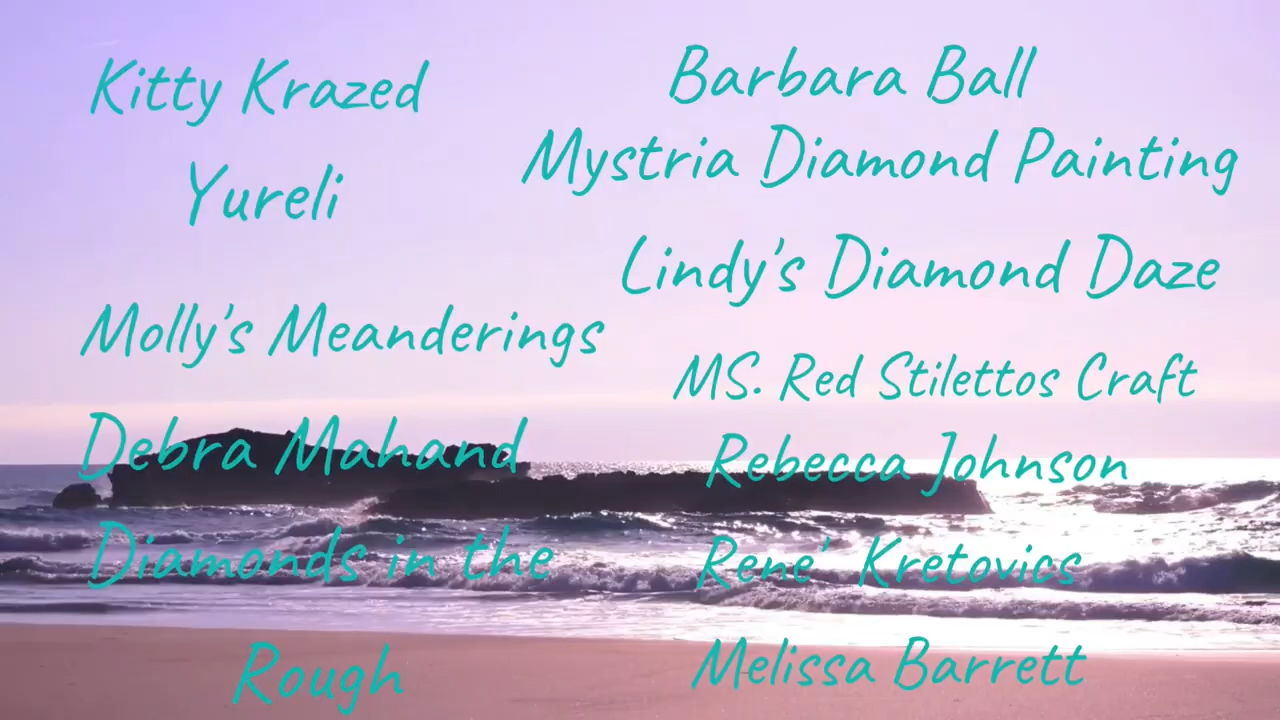 Kitty Krazed
Yureli
Molly's Meanderings
Debra Mahand
Diamonds in the
Rough
Barbara Ball
Mystria Diamond Painting
Lindy's Diamond Daze
MS. Red Stilettos Craft
Rebecca Johnson
René Kretovics
Melissa Barrett